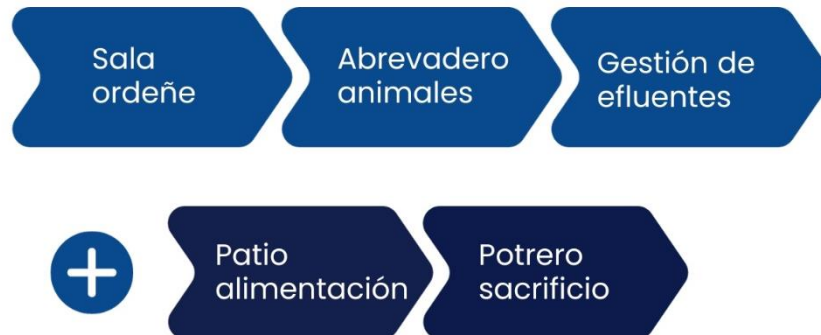 Sala
ordeñe
Abrevadero
animales
Gestión de
efluentes
Patio
alimentación
Potrero
sacrificio